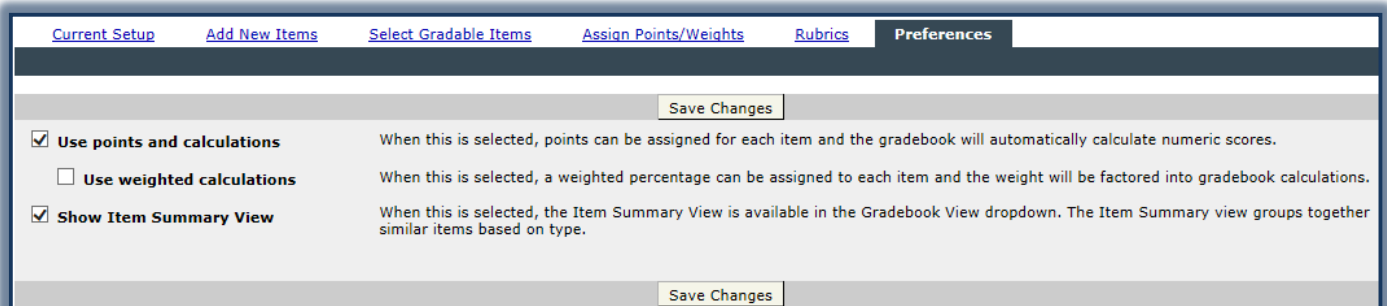 Current Setup Add New Items Select Gradable Items Assign Points/Weights Rubrics Preferences
Save Changes
Use points and calculations When this is selected, points can be assigned for each item and the gradebook will automatically calculate numeric scores.
Use weighted calculations When this is selected, a weighted percentage can be assigned to each item and the weight will be factored into gradebook calculations.
Show Item Summary View When this is selected, the Item Summary View is available in the Gradebook View dropdown. The Item Summary view groups together
similar items based on type.
Save Changes